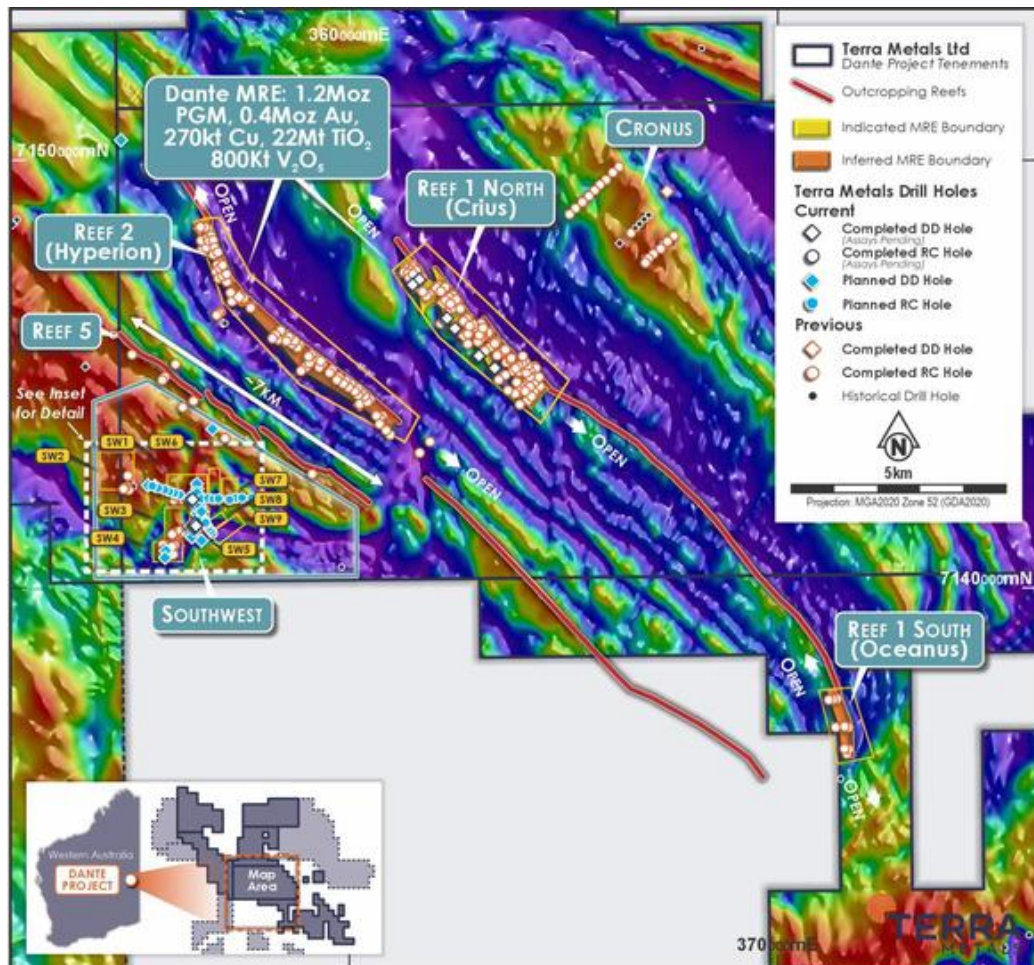 360000mE
Dante MRE: 1.2Moz
PGM, 0.4Moz Au,
270kt Cu, 22Mt TiO₂
800Kt V₂O₅
7150000mN
CRONUS
REEF 1 NORTH
(Crius)
OPEN
OPEN
REEF 2
(Hyperion)
REEF 5
~7KM
See Inset
for Detail
SW1
SW6
SW2
SW7
SW8
SW3
SW9
SW4
SW5
OPEN
OPEN
SOUTHWEST
7140000mN
REEF 1 SOUTH
(Oceanus)
OPEN
OPEN
Terra Metals Ltd
Dante Project Tenements
Outcropping Reefs
Indicated MRE Boundary
Inferred MRE Boundary
Terra Metals Drill Holes
Current
Completed DD Hole
(Assays Pending)
Completed RC Hole
(Assays Pending)
Planned DD Hole
Planned RC Hole
Previous
Completed DD Hole
Completed RC Hole
Historical Drill Hole
N
5km
Projection: MGA2020 Zone 52 (GDA2020)
Western Australia
DANTE
PROJECT
Map
Area
TERRA
METALS